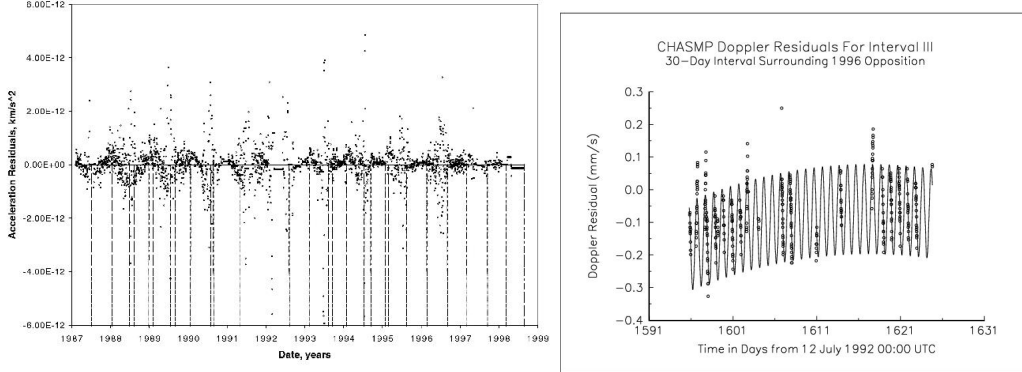 6.00E-12
4.00E-12
2.00E-12
0.00E+00
-2.00E-12
-4.00E-12
-6.00E-12
Acceleration Residuals, km/s^2
1987 1988 1989 1990 1991 1992 1993 1994 1995 1996 1997 1998 1999
Date, years
CHASMP Doppler Residuals For Interval III
30-Day Interval Surrounding 1996 Opposition
0.3
0.2
0.1
0.0
-0.1
-0.2
-0.3
-0.4
Doppler Residual (mm/s)
1591 1601 1611 1621 1631
Time in Days from 12 July 1992 00:00 UTC